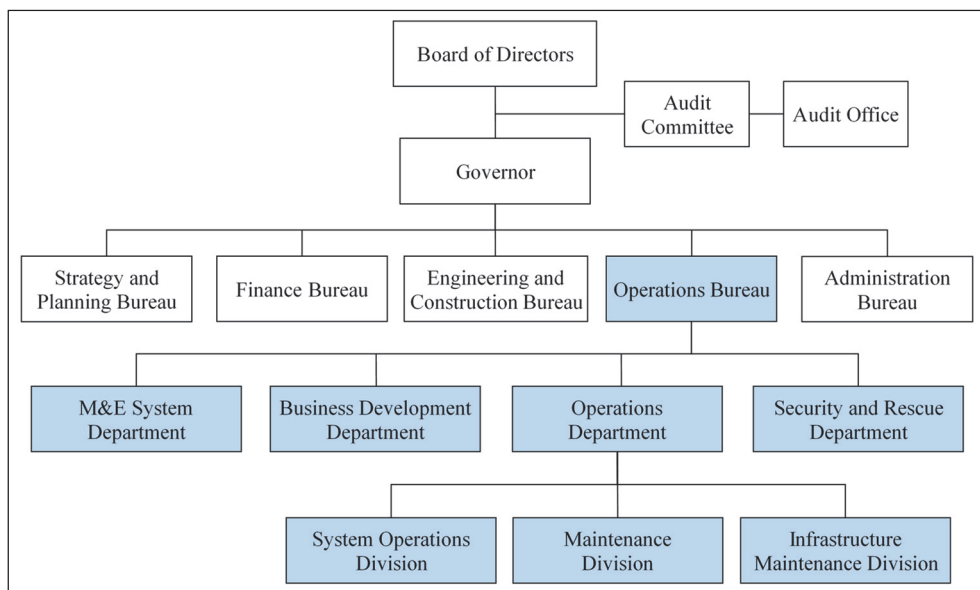 Board of Directors
Audit
Committee
Audit Office
Governor
Strategy and
Planning Bureau
Finance Bureau
Engineering and
Construction Bureau
Operations Bureau
Administration
Bureau
M&E System
Department
Business Development
Department
Operations
Department
Security and Rescue
Department
System Operations
Division
Maintenance
Division
Infrastructure
Maintenance Division